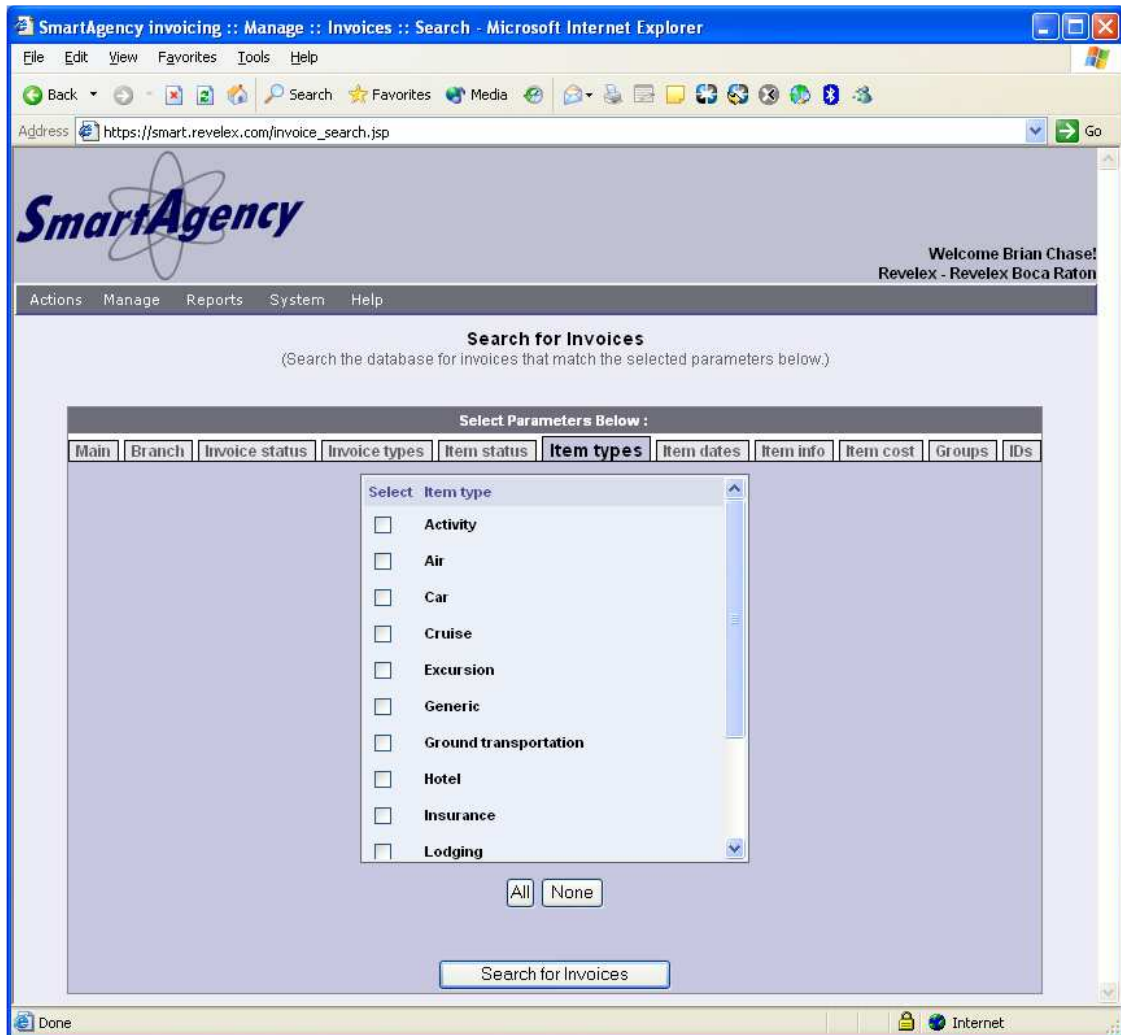 SmartAgency invoicing :: Manage :: Invoices :: Search - Microsoft Internet Explorer
File Edit View Favorites Tools Help
Back Search Favorites Media
Address https://smart.revelex.com/invoice_search.jsp Go
SmartAgency
Welcome Brian Chase!
Revelex - Revelex Boca Raton
Actions Manage Reports System Help
Search for Invoices
(Search the database for invoices that match the selected parameters below.)
Select Parameters Below :
Main Branch Invoice status Invoice types Item status Item types Item dates Item info Item cost Groups IDs
Select Item type
Activity
Air
Car
Cruise
Excursion
Generic
Ground transportation
Hotel
Insurance
Lodging
All None
Search for Invoices
Done Internet